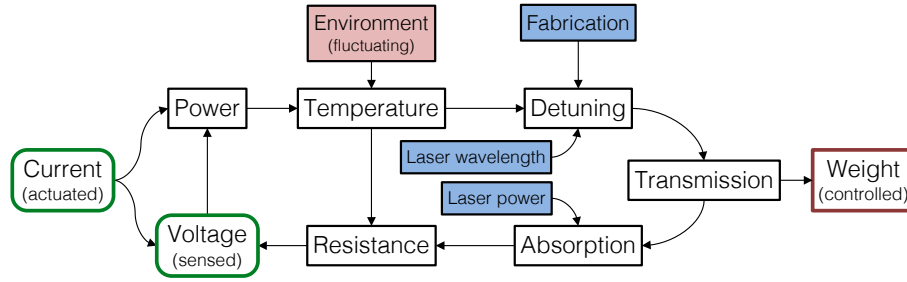 Environment
(fluctuating)
Fabrication
Power
Temperature
Detuning
Current
(actuated)
Laser wavelength
Transmission
Weight
(controlled)
Laser power
Voltage
(sensed)
Resistance
Absorption